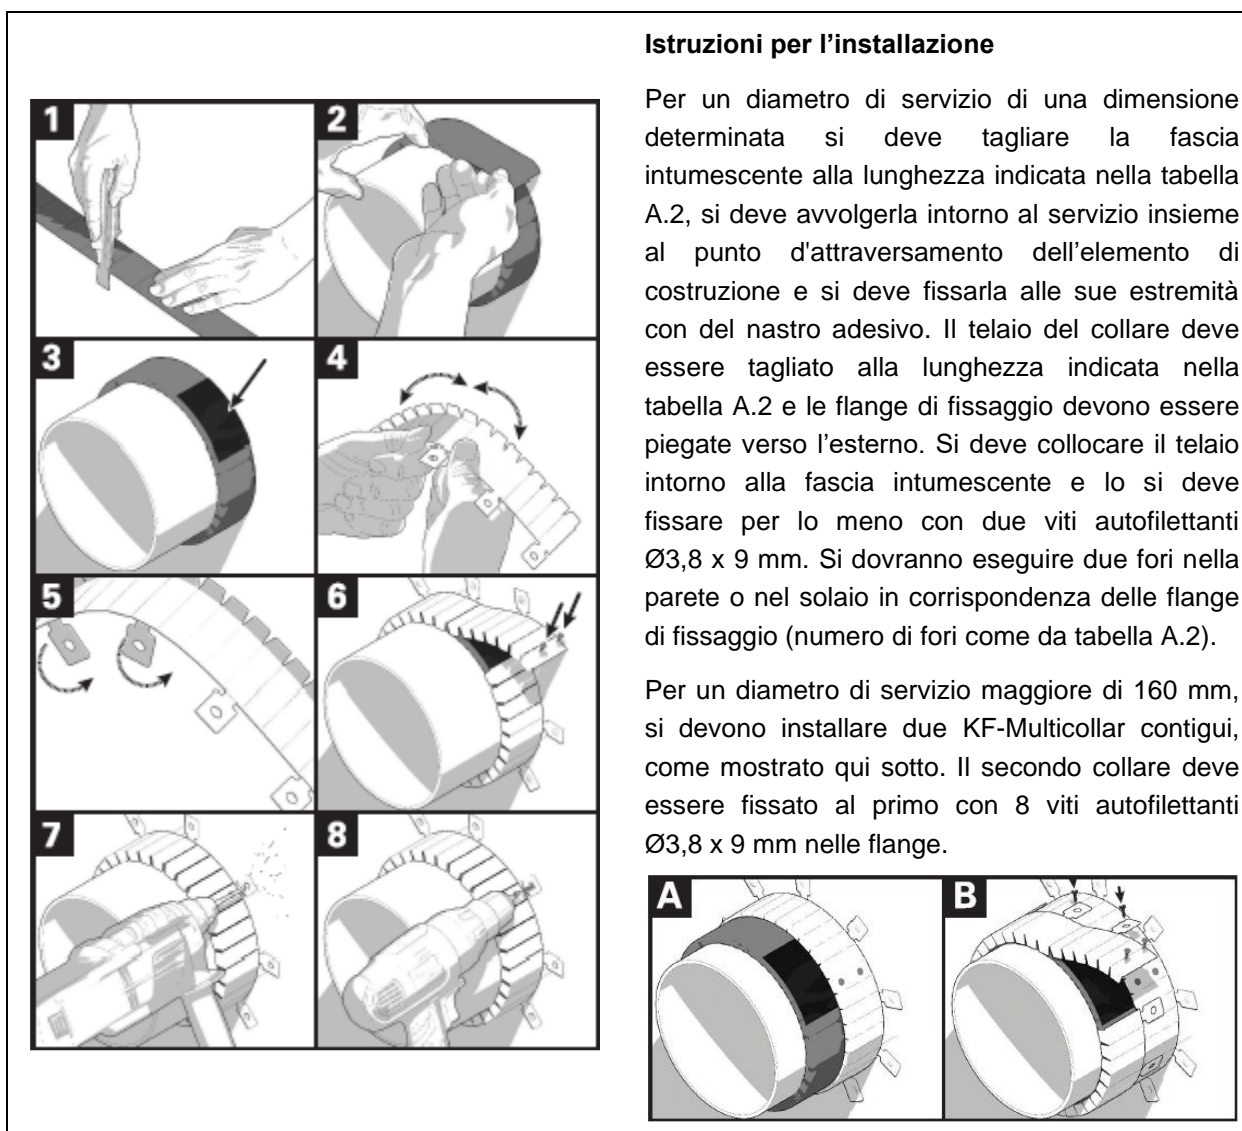 Istruzioni per l’installazione
Per un diametro di servizio di una dimensione
determinata si deve tagliare la fascia
intumescente alla lunghezza indicata nella tabella
A.2, si deve avvolgerla intorno al servizio insieme
al punto d'attraversamento dell’elemento di
costruzione e si deve fissarla alle sue estremità
con del nastro adesivo. Il telaio del collare deve
essere tagliato alla lunghezza indicata nella
tabella A.2 e le flange di fissaggio devono essere
piegate verso l’esterno. Si deve collocare il telaio
intorno alla fascia intumescente e lo si deve
fissare per lo meno con due viti autofilettanti
Ø3,8 x 9 mm. Si dovranno eseguire due fori nella
parete o nel solaio in corrispondenza delle flange
di fissaggio (numero di fori come da tabella A.2).
Per un diametro di servizio maggiore di 160 mm,
si devono installare due KF-Multicollar contigui,
come mostrato qui sotto. Il secondo collare deve
essere fissato al primo con 8 viti autofilettanti
Ø3,8 x 9 mm nelle flange.
1
2
3
4
5
6
7
8
A
B